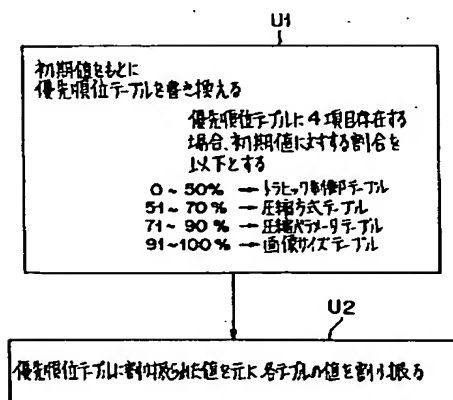 U1
初期値をもとに
優先順位テーブルを書き換える
優先順位テーブルに4項目存在する
場合、初期値に対する割合を
以下とする
0~50% →トラヒック制御テーブル
51~70% →圧縮方式テーブル
71~90% →圧縮パラメータテーブル
91~100% →画像サイズテーブル
U2
優先順位テーブルに割り振られた値を元に各テーブルの値を割り振る